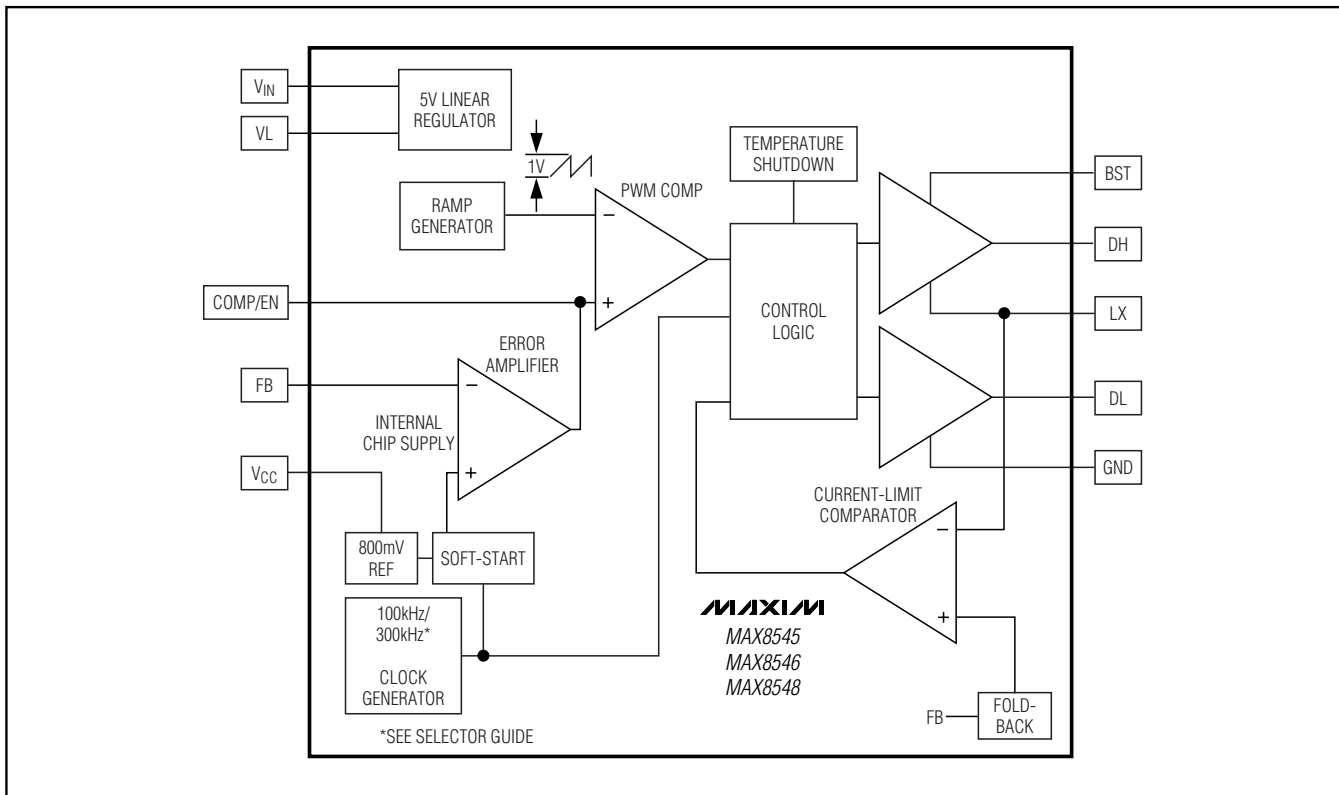 VIN
VL
5V LINEAR
REGULATOR
1V
RAMP
GENERATOR
PWM COMP
−
+
TEMPERATURE
SHUTDOWN
CONTROL
LOGIC
BST
DH
LX
DL
GND
COMP/EN
FB
VCC
ERROR
AMPLIFIER
−
+
INTERNAL
CHIP SUPPLY
800mV
REF
SOFT-START
100kHz/
300kHz*
CLOCK
GENERATOR
*SEE SELECTOR GUIDE
CURRENT-LIMIT
COMPARATOR
−
+
MAXIM
MAX8545
MAX8546
MAX8548
FB
FOLD-
BACK